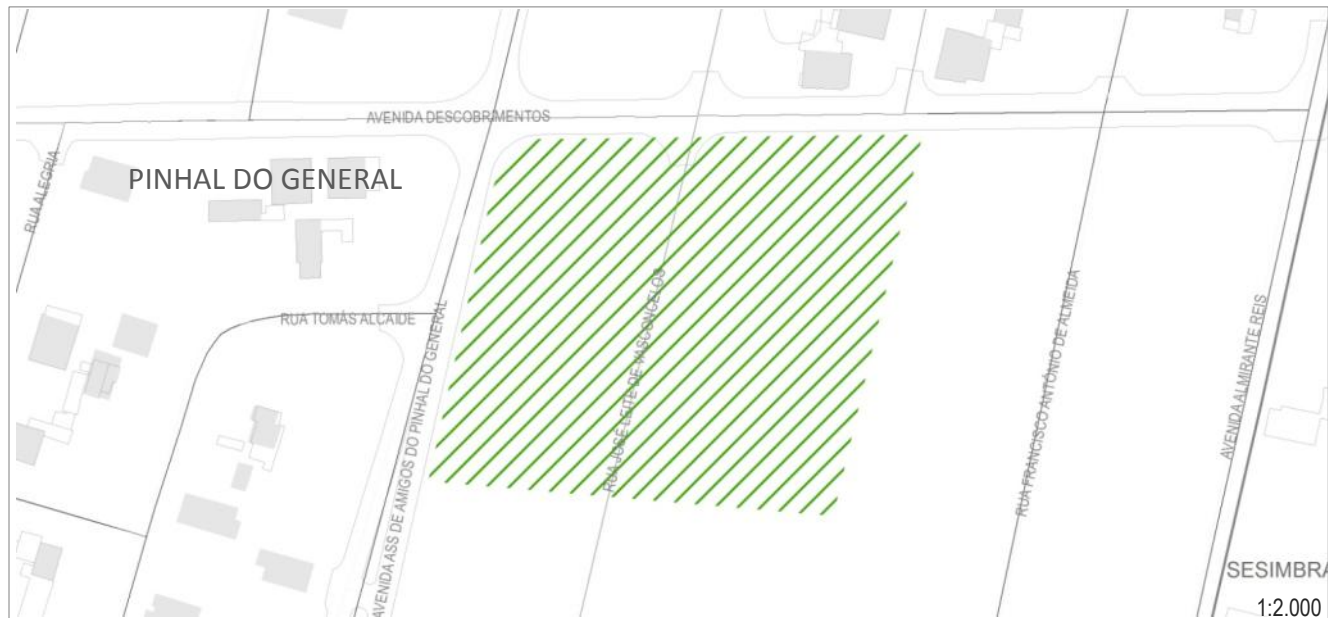 AVENIDA DESCOBRIMENTOS
RUA ALEGRIA
PINHAL DO GENERAL
RUA TOMÁS ALCAIDE
AVENIDA ASS DE AMIGOS DO PINHAL DO GENERAL
RUA JOSÉ LEITE DE VASCONCELOS
RUA FRANCISCO ANTÓNIO DE ALMEIDA
AVENIDA ALMIRANTE REIS
SESIMBRA
1:2.000